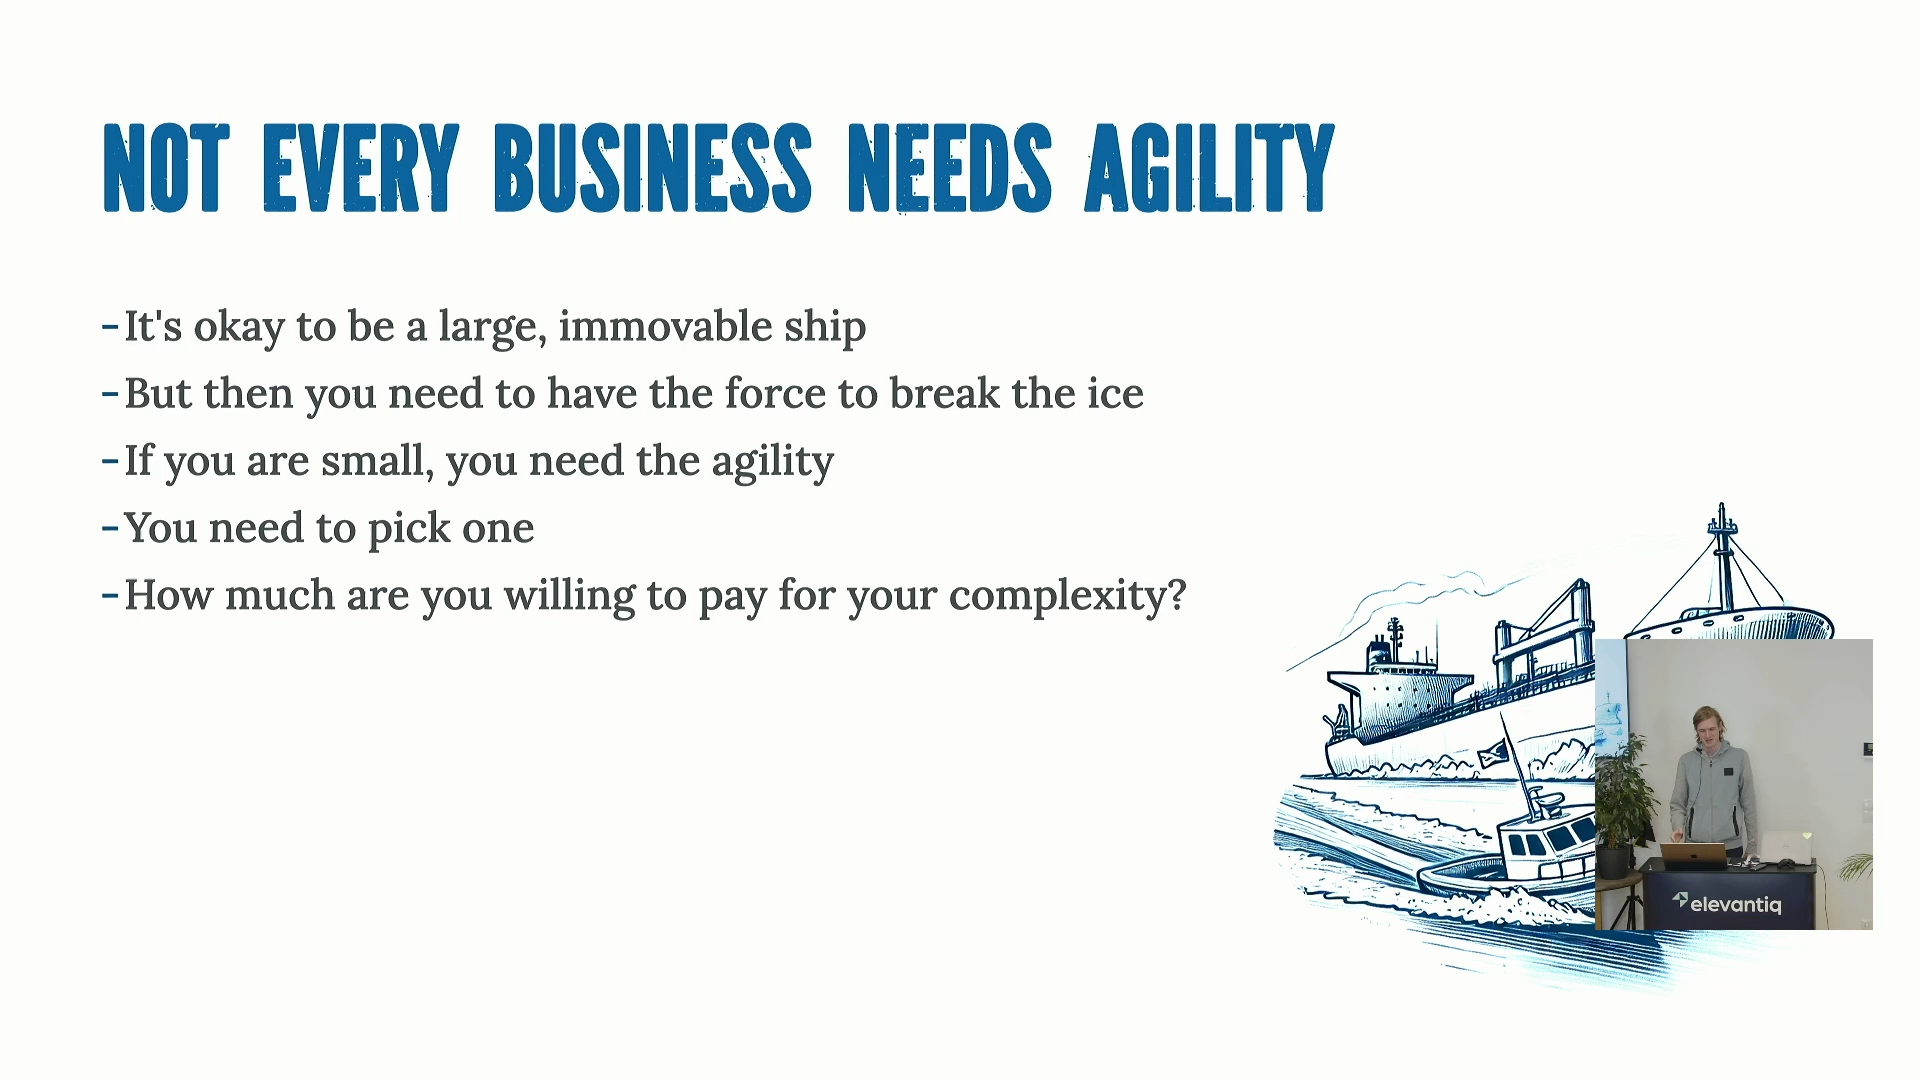 NOT EVERY BUSINESS NEEDS AGILITY
-It's okay to be a large, immovable ship
-But then you need to have the force to break the ice
-If you are small, you need the agility
-You need to pick one
-How much are you willing to pay for your complexity?
elevantiq